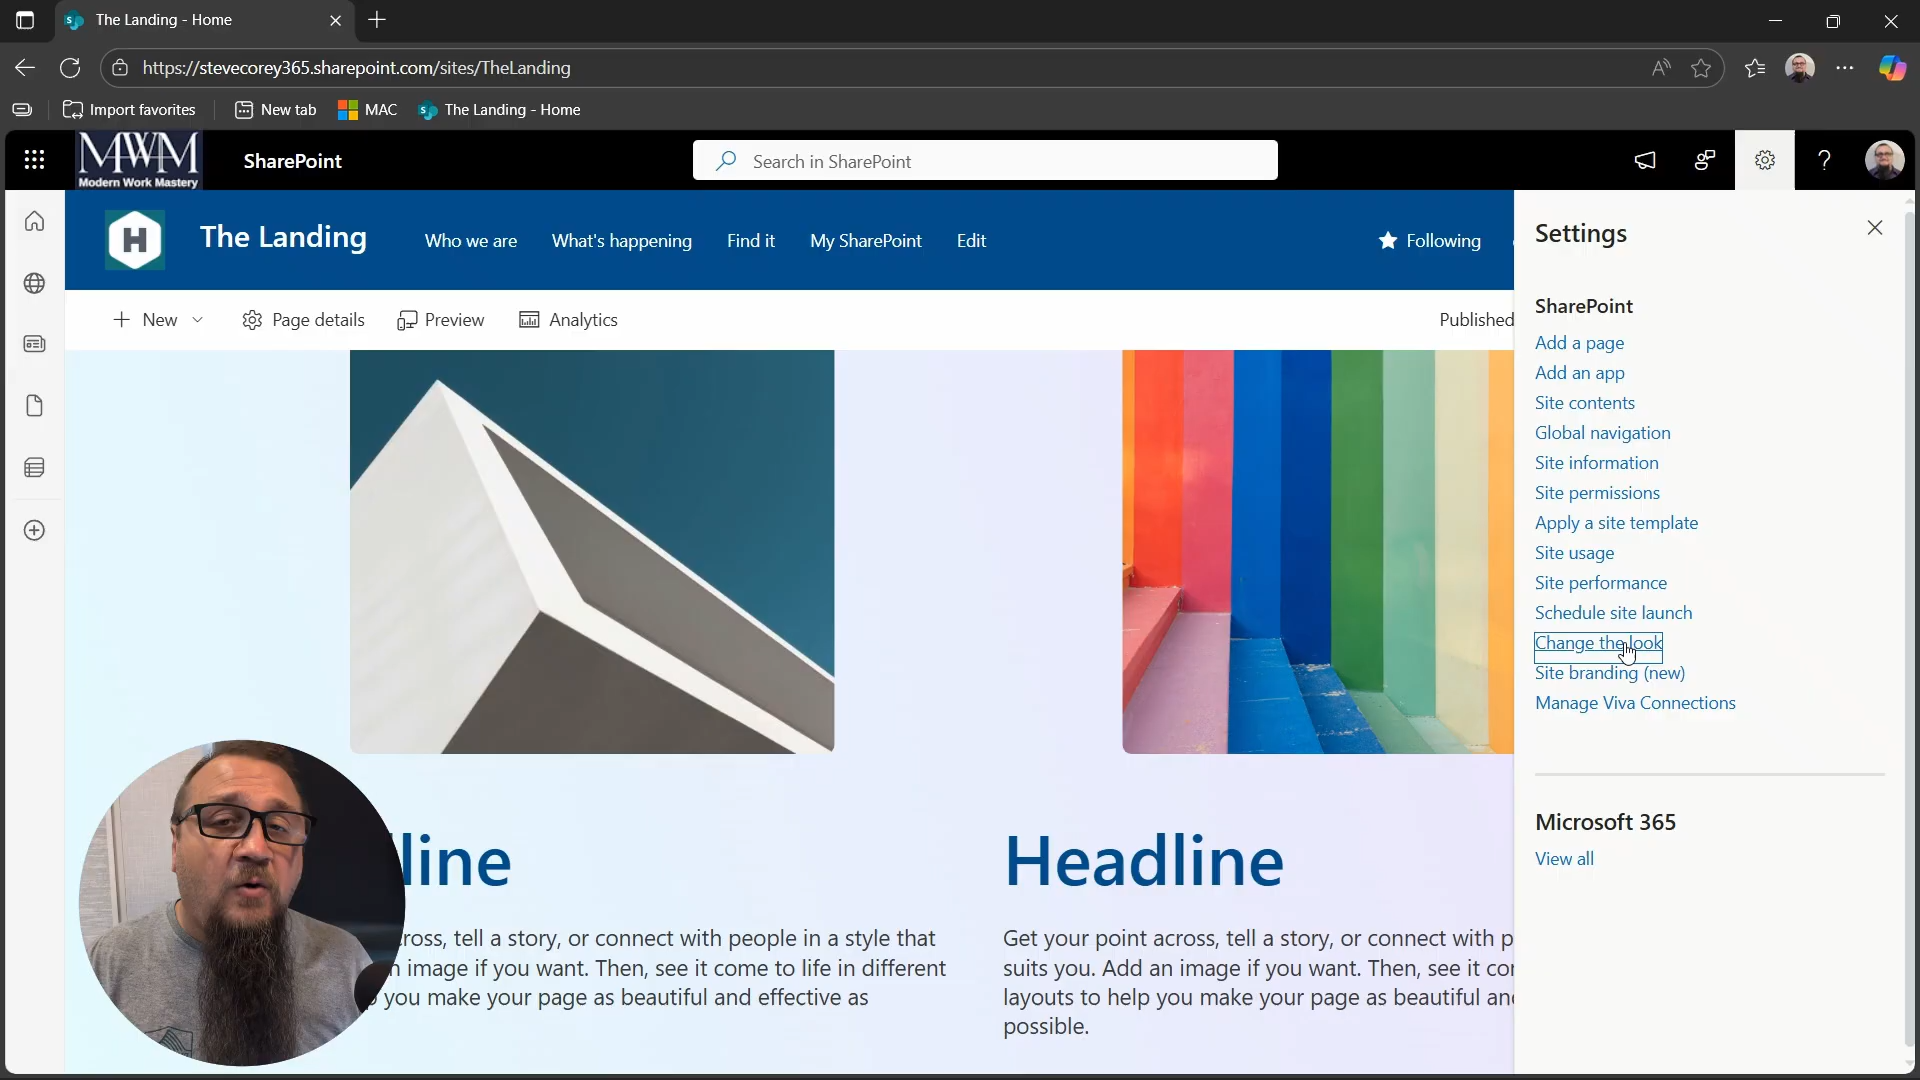 The Landing - Home
https://stevecorey365.sharepoint.com/sites/TheLanding
Import favorites
New tab
MAC
The Landing - Home
MWM
Modern Work Mastery
SharePoint
Search in SharePoint
H
The Landing
Who we are
What's happening
Find it
My SharePoint
Edit
Following
New
Page details
Preview
Analytics
Published
Settings
SharePoint
Add a page
Add an app
Site contents
Global navigation
Site information
Site permissions
Apply a site template
Site usage
Site performance
Schedule site launch
Change the look
Site branding (new)
Manage Viva Connections
Microsoft 365
View all
line
ross, tell a story, or connect with people in a style that
image if you want. Then, see it come to life in different
you make your page as beautiful and effective as
Headline
Get your point across, tell a story, or connect with p
suits you. Add an image if you want. Then, see it co
layouts to help you make your page as beautiful an
possible.